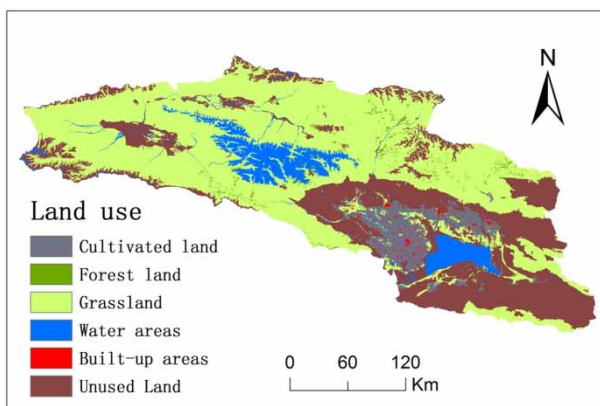 N
Land use
Cultivated land
Forest land
Grassland
Water areas
Built-up areas
Unused Land
0 60 120
Km